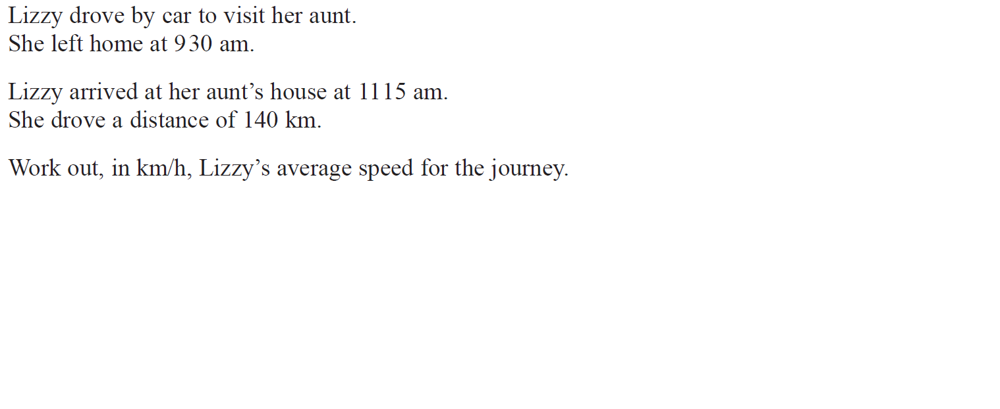 Lizzy drove by car to visit her aunt.
She left home at 9 30 am.
Lizzy arrived at her aunt’s house at 11 15 am.
She drove a distance of 140 km.
Work out, in km/h, Lizzy’s average speed for the journey.